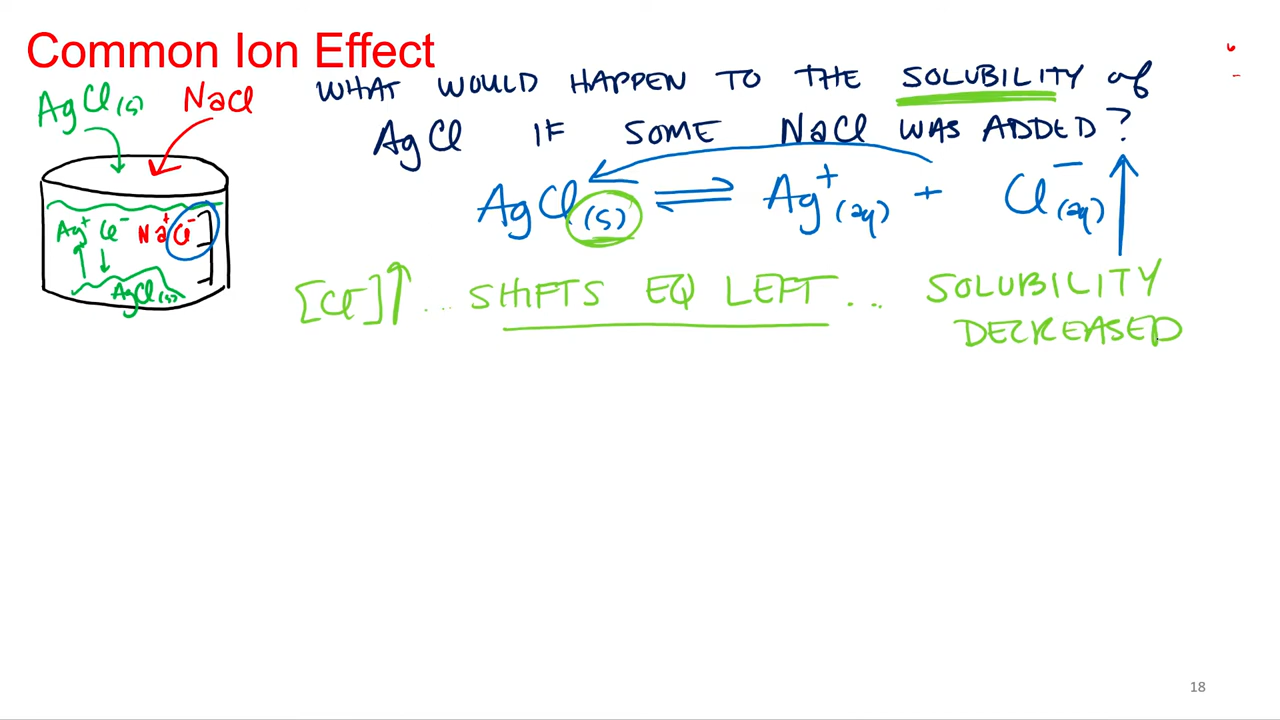 Common Ion Effect
WHAT WOULD HAPPEN TO THE SOLUBILITY of
AgCl IF SOME NaCl WAS ADDED?
AgCl(s) NaCl
AgCl(s) ⇌ Ag+(aq) + Cl−(aq)
Ag+ Cl− Na+ Cl−
AgCl(s)
[Cl−]↑ ... SHIFTS EQ LEFT ... SOLUBILITY
DECREASED
18